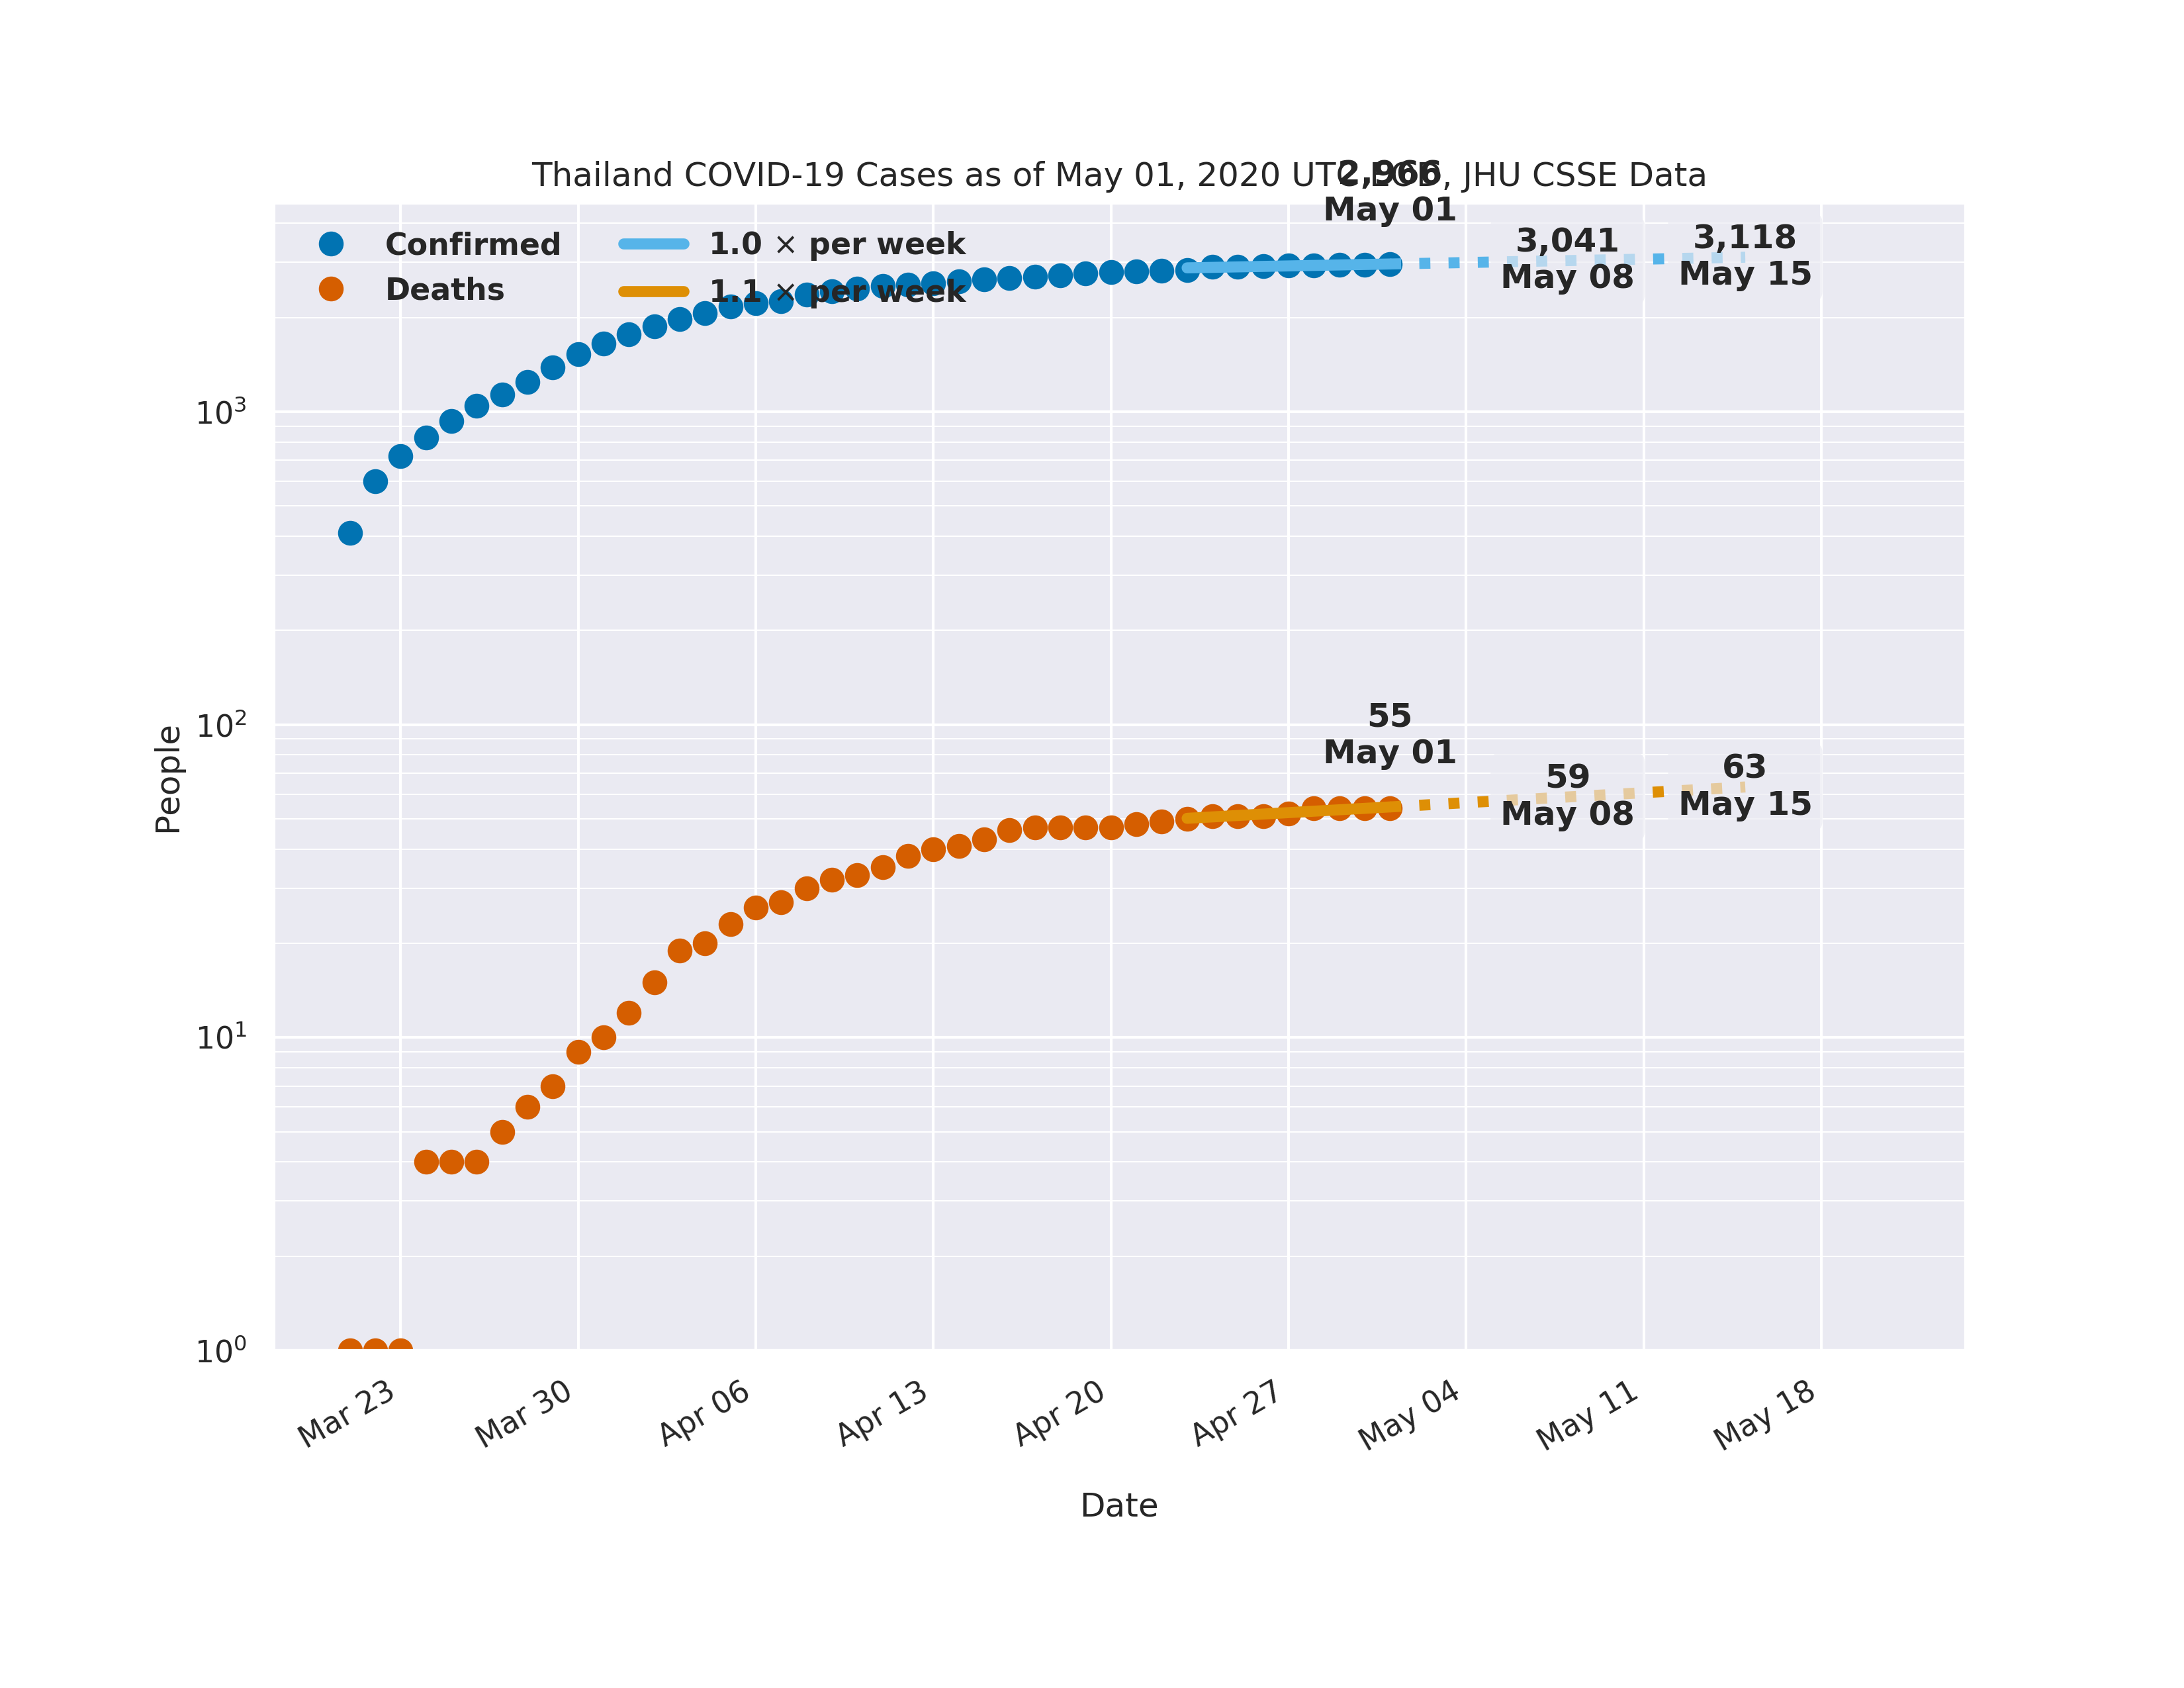 Thailand COVID-19 Cases as of May 01, 2020 UTC EOD, JHU CSSE Data
2,966
May 01
3,041
May 08
3,118
May 15
Confirmed
Deaths
1.0 × per week
1.1 × per week
10³
10²
10¹
10⁰
People
55
May 01
59
May 08
63
May 15
Mar 23
Mar 30
Apr 06
Apr 13
Apr 20
Apr 27
May 04
May 11
May 18
Date